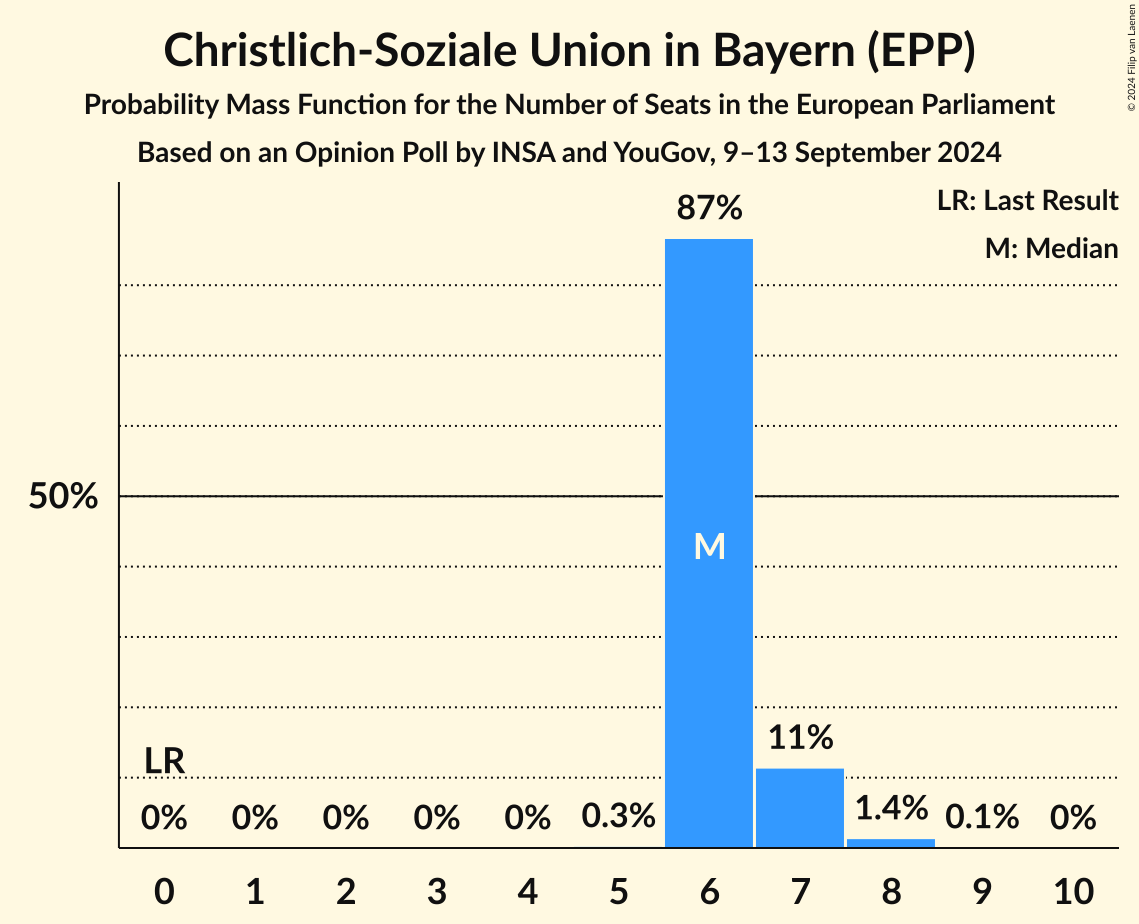 Christlich-Soziale Union in Bayern (EPP)
Probability Mass Function for the Number of Seats in the European Parliament
Based on an Opinion Poll by INSA and YouGov, 9–13 September 2024
© 2024 Filip van Laenen
LR: Last Result
M: Median
87%
50%
M
LR
11%
0% 0% 0% 0% 0% 0.3% 1.4% 0.1% 0%
0 1 2 3 4 5 6 7 8 9 10